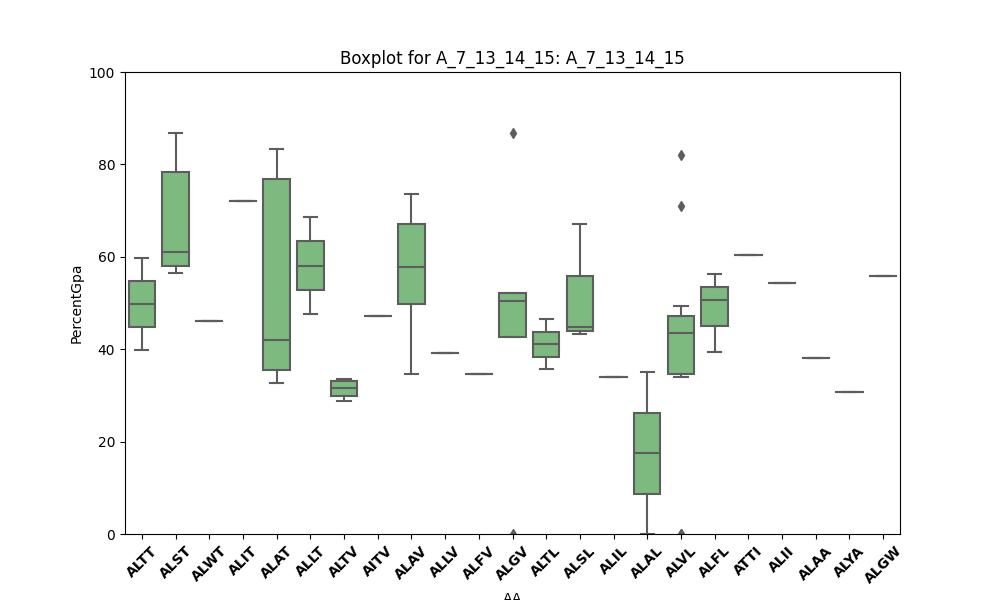 Boxplot for A_7_13_14_15: A_7_13_14_15
100
80
60
40
20
0
PercentGpa
ALTT ALST ALWT ALIT ALAT ALLT ALTV AITV ALAV ALLV ALFV ALGV ALTL ALSL ALIL ALAL ALVL ALFL ATTI ALII ALAA ALYA ALGW
AA